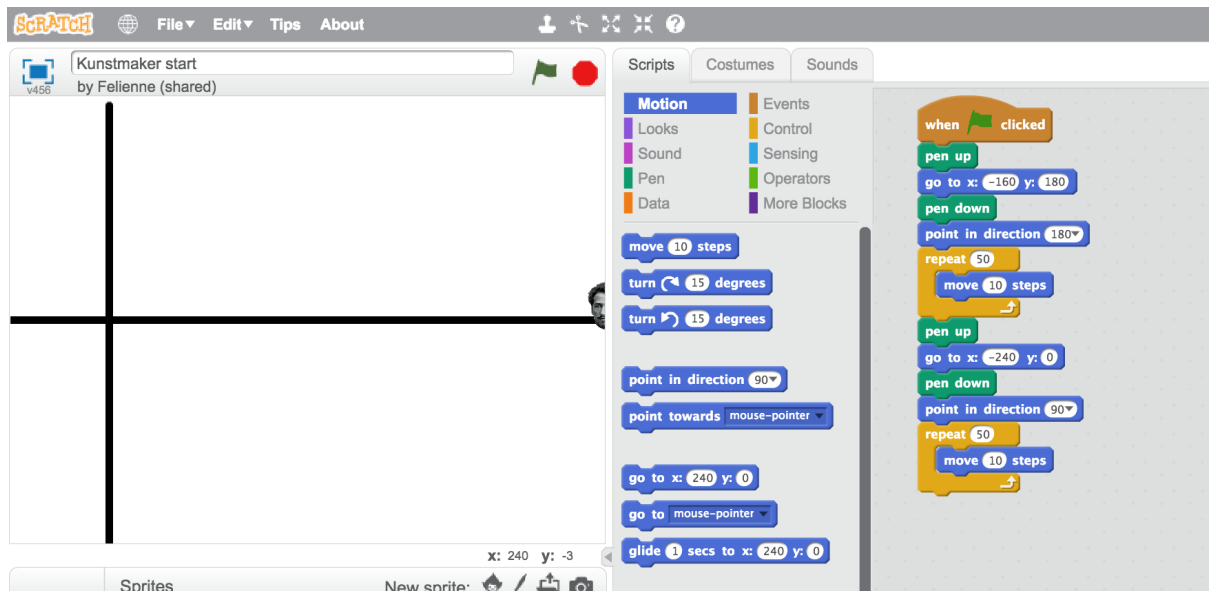 SCRATCH File▼ Edit▼ Tips About
Kunstmaker start
v456
by Felienne (shared)
x: 240 y: -3
Sprites New sprite:
Scripts Costumes Sounds
Motion
Looks
Sound
Pen
Data
Events
Control
Sensing
Operators
More Blocks
move 10 steps
turn 15 degrees
turn 15 degrees
point in direction 90▼
point towards mouse-pointer
go to x: 240 y: 0
go to mouse-pointer
glide 1 secs to x: 240 y: 0
when clicked
pen up
go to x: -160 y: 180
pen down
point in direction 180▼
repeat 50
move 10 steps
pen up
go to x: -240 y: 0
pen down
point in direction 90▼
repeat 50
move 10 steps